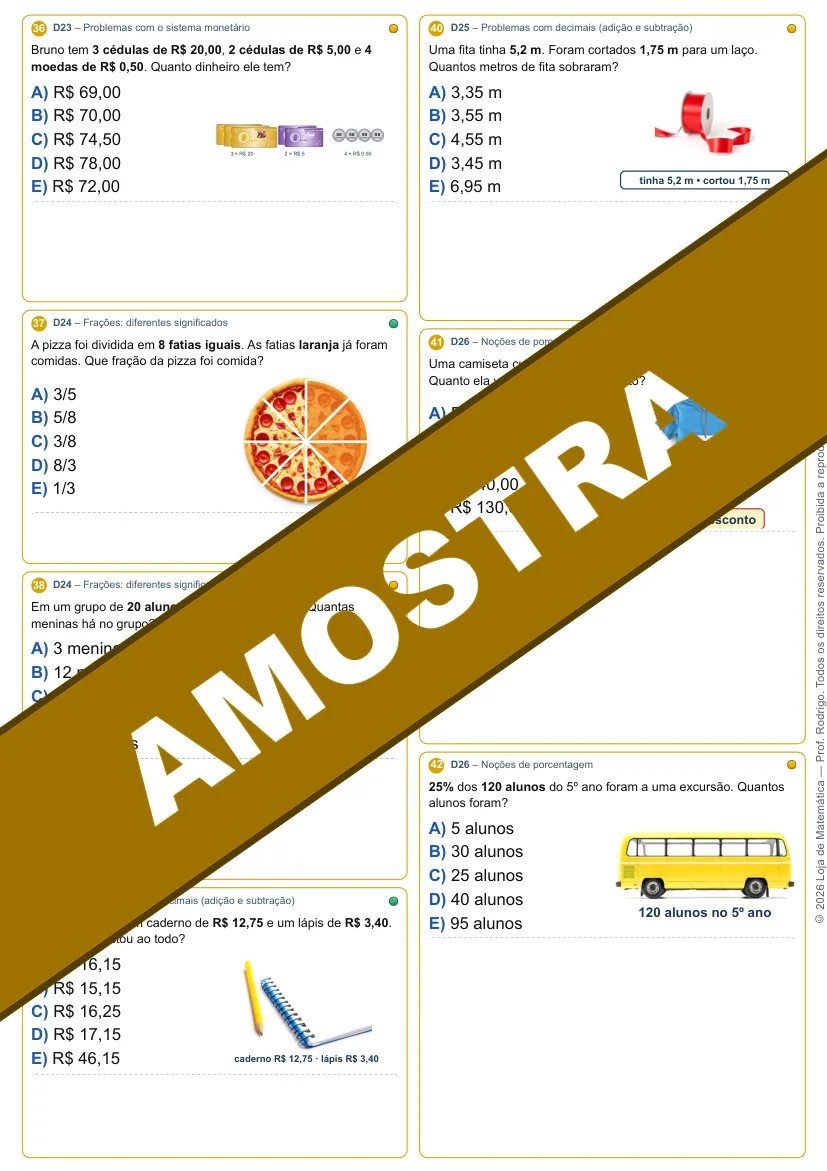 36 D23 – Problemas com o sistema monetário
Bruno tem 3 cédulas de R$ 20,00, 2 cédulas de R$ 5,00 e 4
moedas de R$ 0,50. Quanto dinheiro ele tem?
A) R$ 69,00
B) R$ 70,00
C) R$ 74,50
D) R$ 78,00
E) R$ 72,00
3 × R$ 20
2 × R$ 5
4 × R$ 0,50
37 D24 – Frações: diferentes significados
A pizza foi dividida em 8 fatias iguais. As fatias laranja já foram
comidas. Que fração da pizza foi comida?
A) 3/5
B) 5/8
C) 3/8
D) 8/3
E) 1/3
38 D24 – Frações: diferentes
Em um grupo de 20 Quantas
meninas há no grupo?
A) 3
B) 12
C)
(adição e subtração)
caderno de R$ 12,75 e um lápis de R$ 3,40.
ao todo?
16,15
R$ 15,15
C) R$ 16,25
D) R$ 17,15
E) R$ 46,15
caderno R$ 12,75 · lápis R$ 3,40
40 D25 – Problemas com decimais (adição e subtração)
Uma fita tinha 5,2 m. Foram cortados 1,75 m para um laço.
Quantos metros de fita sobraram?
A) 3,35 m
B) 3,55 m
C) 4,55 m
D) 3,45 m
E) 6,95 m
tinha 5,2 m • cortou 1,75 m
41 D26 – Noções de
Uma camiseta
Quanto ela
A)
R$ 130,
42 D26 – Noções de porcentagem
25% dos 120 alunos do 5º ano foram a uma excursão. Quantos
alunos foram?
A) 5 alunos
B) 30 alunos
C) 25 alunos
D) 40 alunos
E) 95 alunos
120 alunos no 5º ano
AMOSTRA
© 2026 Loja de Matemática — Prof. Rodrigo. Todos os direitos reservados. Proibida a